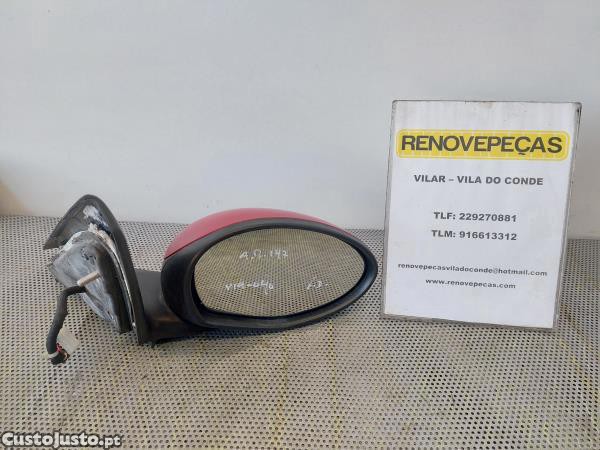 A.R.147
RENOVEPEÇAS
VILAR – VILA DO CONDE
TLF: 229270881
TLM: 916613312
renovepecasviladoconde@hotmail.com
www.renovepecas.com
CustoJusto.pt